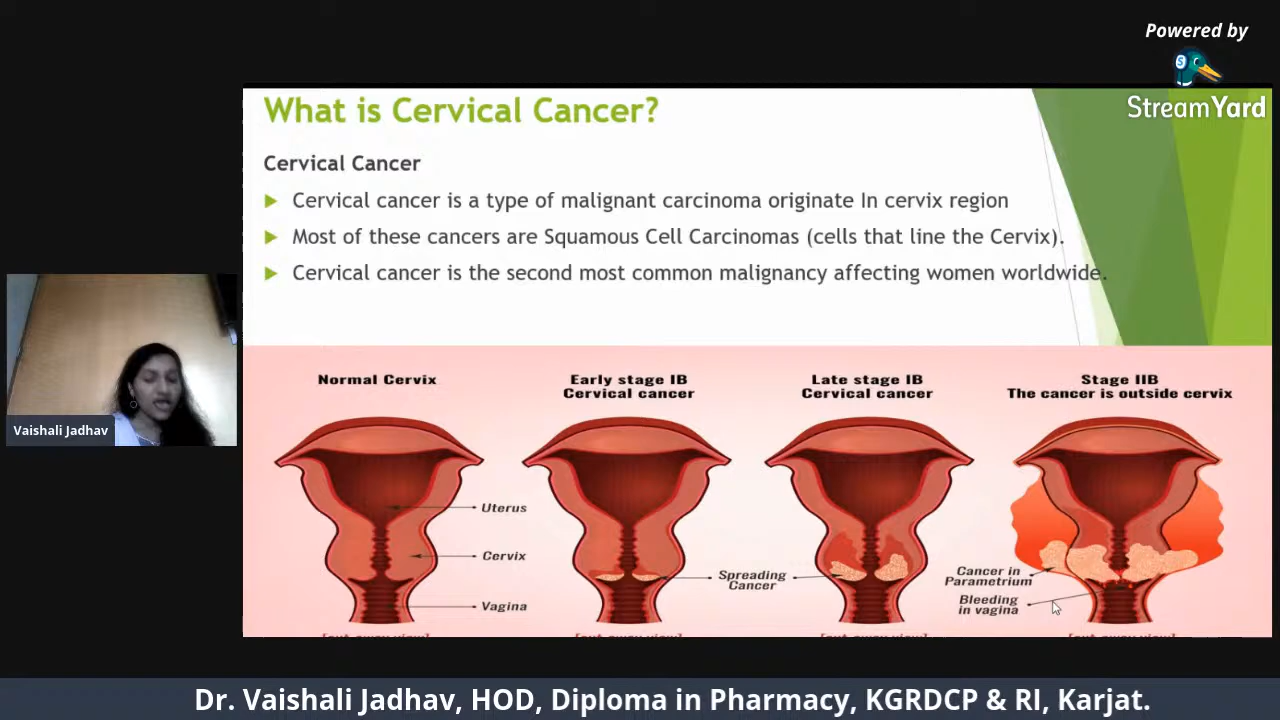 Powered by
StreamYard
What is Cervical Cancer?
Cervical Cancer
Cervical cancer is a type of malignant carcinoma originate In cervix region
Most of these cancers are Squamous Cell Carcinomas (cells that line the Cervix).
Cervical cancer is the second most common malignancy affecting women worldwide.
Normal Cervix
Early stage IB
Cervical cancer
Late stage IB
Cervical cancer
Stage IIB
The cancer is outside cervix
Uterus
Cervix
Vagina
Spreading
Cancer
Cancer in
Parametrium
Bleeding
in vagina
Vaishali Jadhav
Dr. Vaishali Jadhav, HOD, Diploma in Pharmacy, KGRDCP & RI, Karjat.